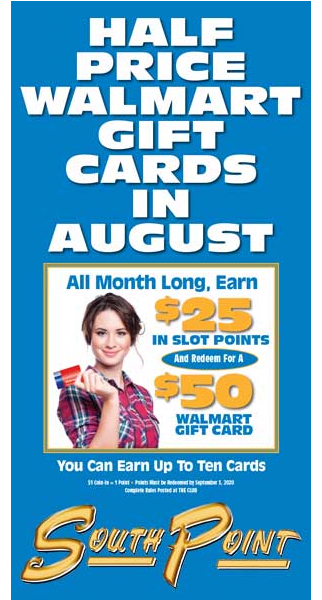 HALF
PRICE
WALMART
GIFT
CARDS
IN
AUGUST
All Month Long, Earn
$25
IN SLOT POINTS
And Redeem For A
$50
WALMART
GIFT CARD
You Can Earn Up To Ten Cards
$1 Coin-in = 1 Point • Points Must be Redeemed by September 3, 2020
Complete Rules Posted at THE CLUB
SOUTH POINT